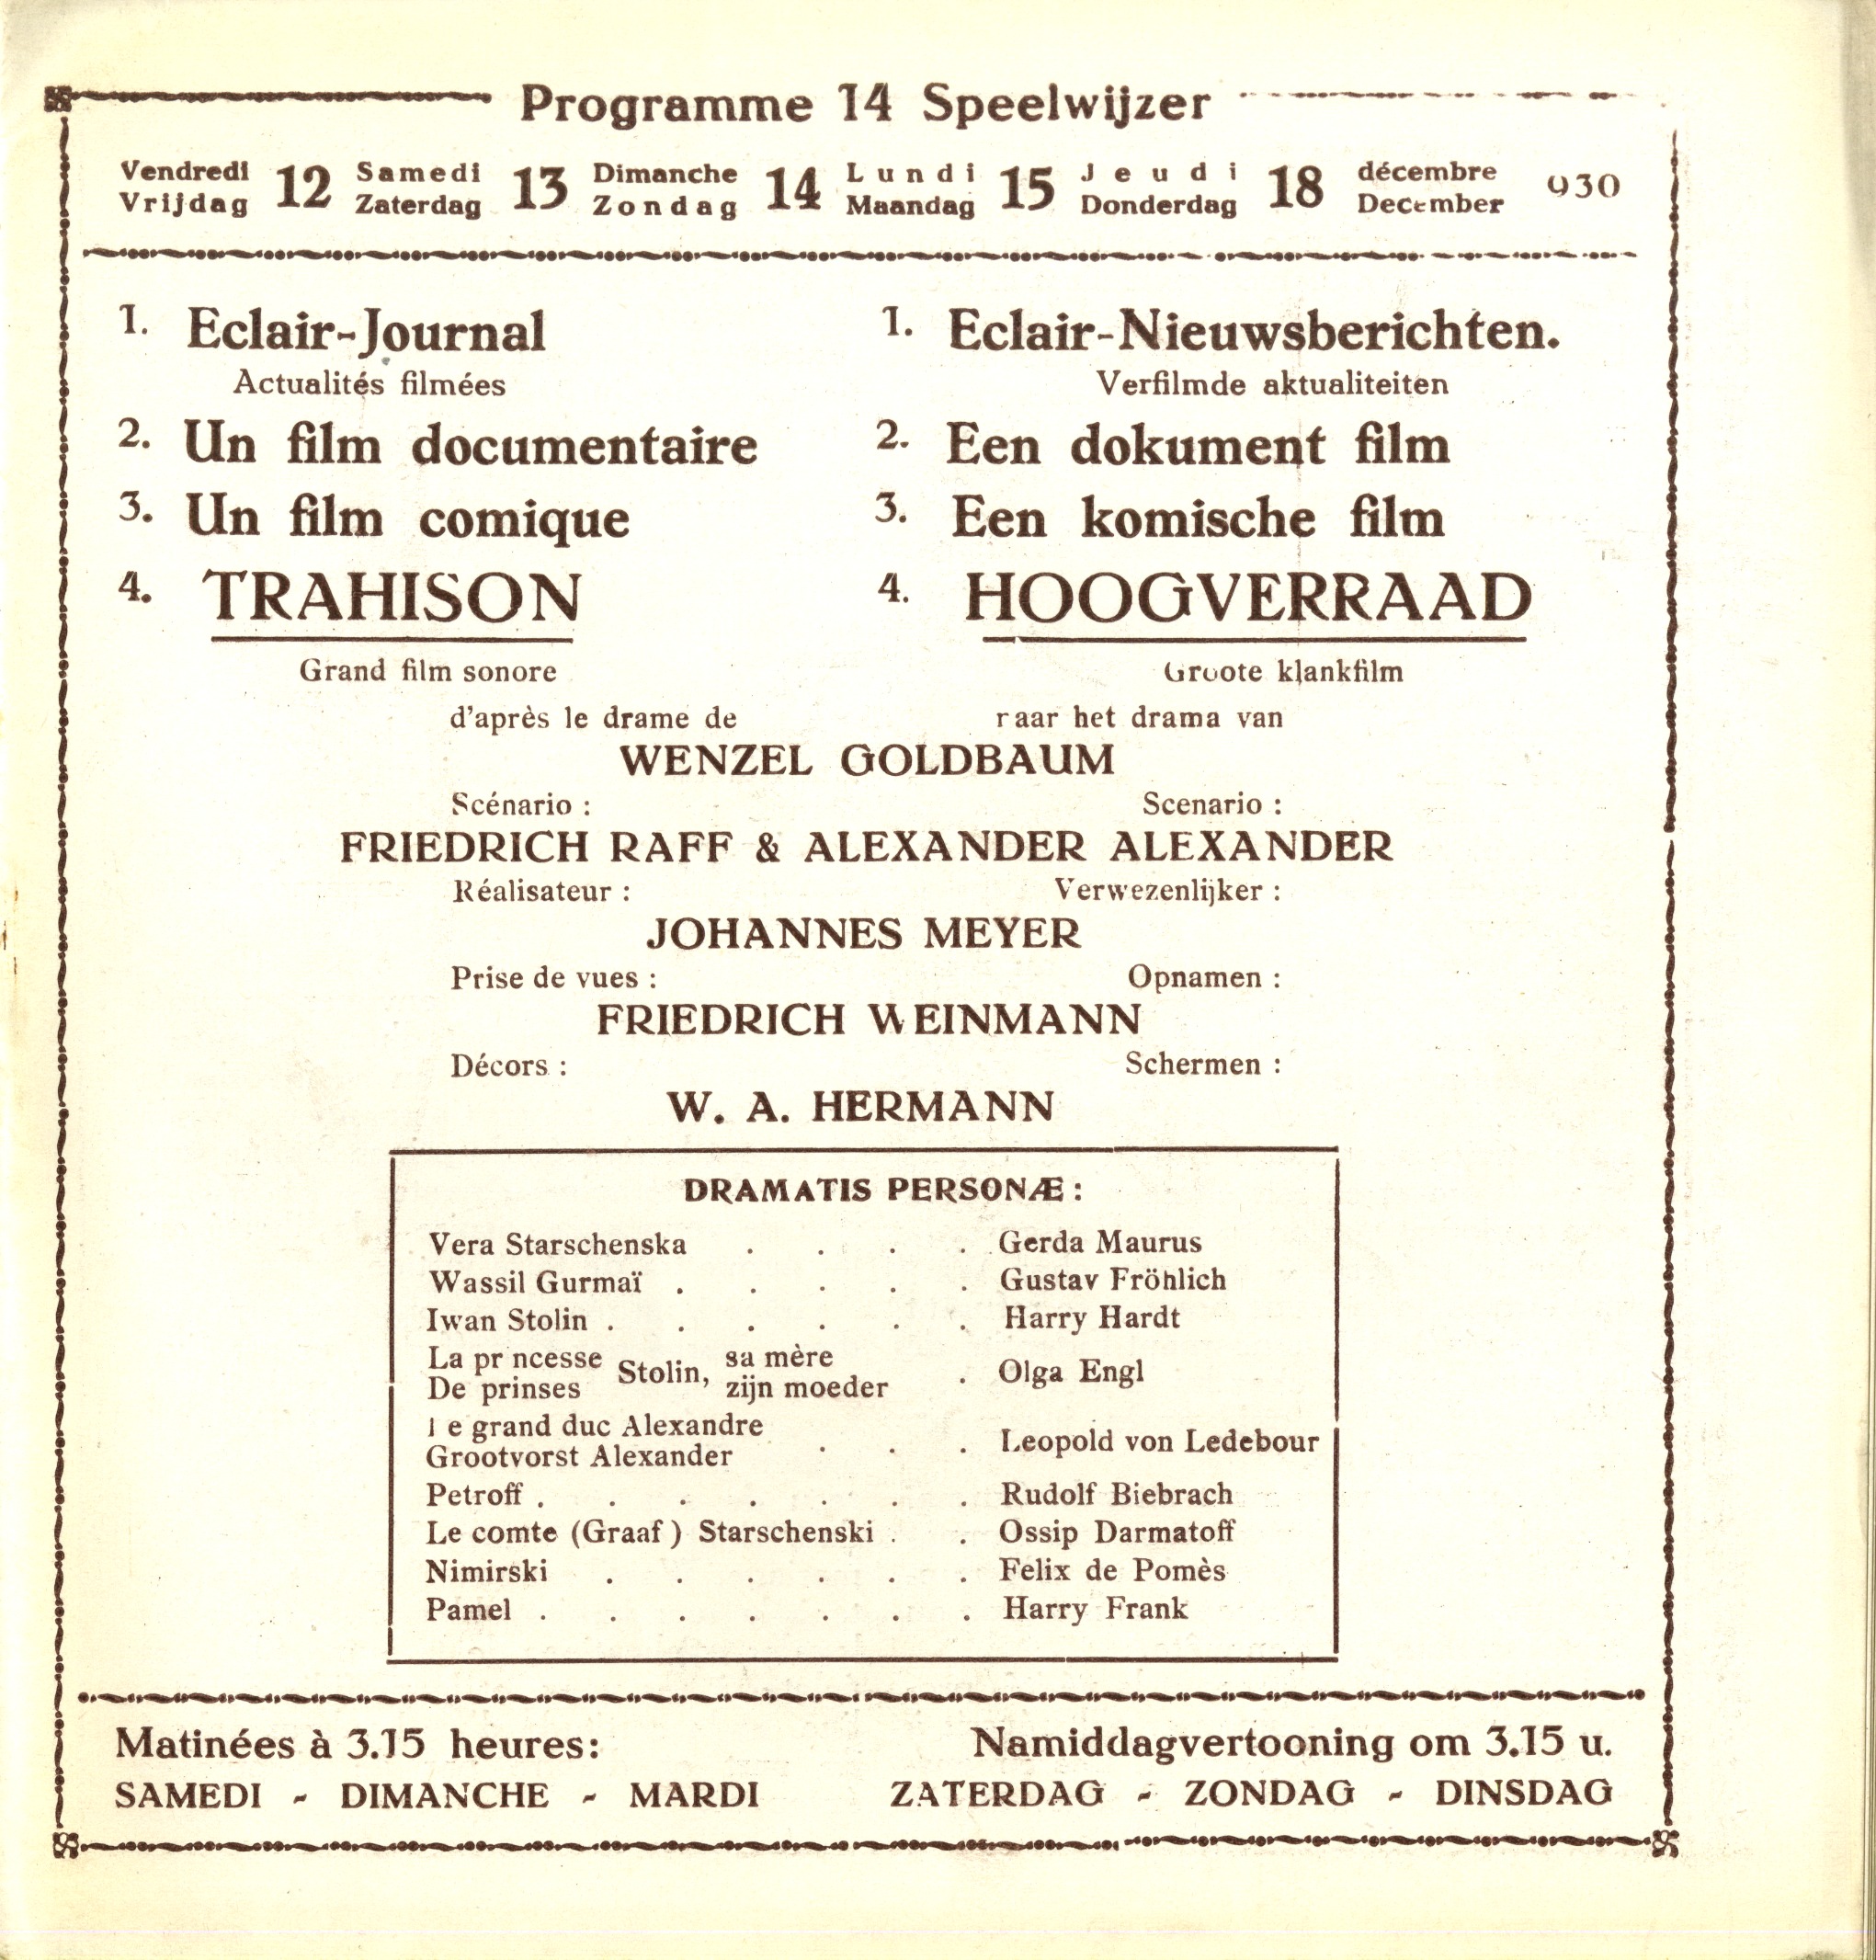 Programme 14 Speelwijzer
Vendredi 12 Samedi 13 Dimanche 14 Lundi 15 Jeudi 18 décembre 930
Vrijdag Zaterdag Zondag Maandag Donderdag December
1. Eclair-Journal
Actualités filmées
2. Un film documentaire
3. Un film comique
4. TRAHISON
Grand film sonore
1. Eclair-Nieuwsberichten.
Verfilmde aktualiteiten
2. Een dokument film
3. Een komische film
4. HOOGVERRAAD
Groote klankfilm
d'après le drame de raar het drama van
WENZEL GOLDBAUM
Scénario : Scenario :
FRIEDRICH RAFF & ALEXANDER ALEXANDER
Réalisateur : Verwezenlijker :
JOHANNES MEYER
Prise de vues : Opnamen :
FRIEDRICH WEINMANN
Décors : Schermen :
W. A. HERMANN
DRAMATIS PERSONÆ :
Vera Starschenska . . . . Gerda Maurus
Wassil Gurmaï . . . . . Gustav Fröhlich
Iwan Stolin . . . . . . Harry Hardt
La pr ncesse Stolin, sa mère . Olga Engl
De prinses zijn moeder
l e grand duc Alexandre . . . Leopold von Ledebour
Grootvorst Alexander
Petroff . . . . . . . Rudolf Biebrach
Le comte (Graaf) Starschenski . . Ossip Darmatoff
Nimirski . . . . . . Felix de Pomès
Pamel . . . . . . . Harry Frank
Matinées à 3.15 heures:
SAMEDI - DIMANCHE - MARDI
Namiddagvertooning om 3.15 u.
ZATERDAG - ZONDAG - DINSDAG